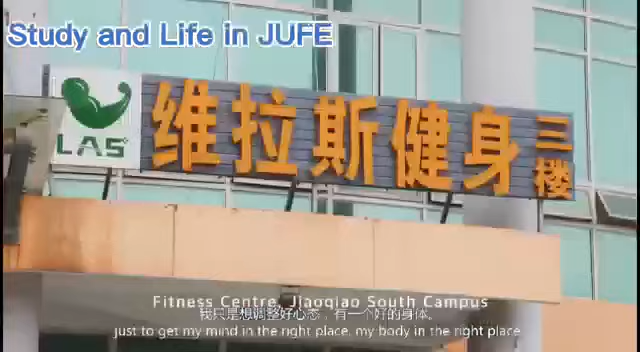 Study and Life in JUFE
LAS
维拉斯健身
三楼
Fitness Centre, Jiaoqiao South Campus
我只是想调整好心态，有一个好的身体。
just to get my mind in the right place, my body in the right place